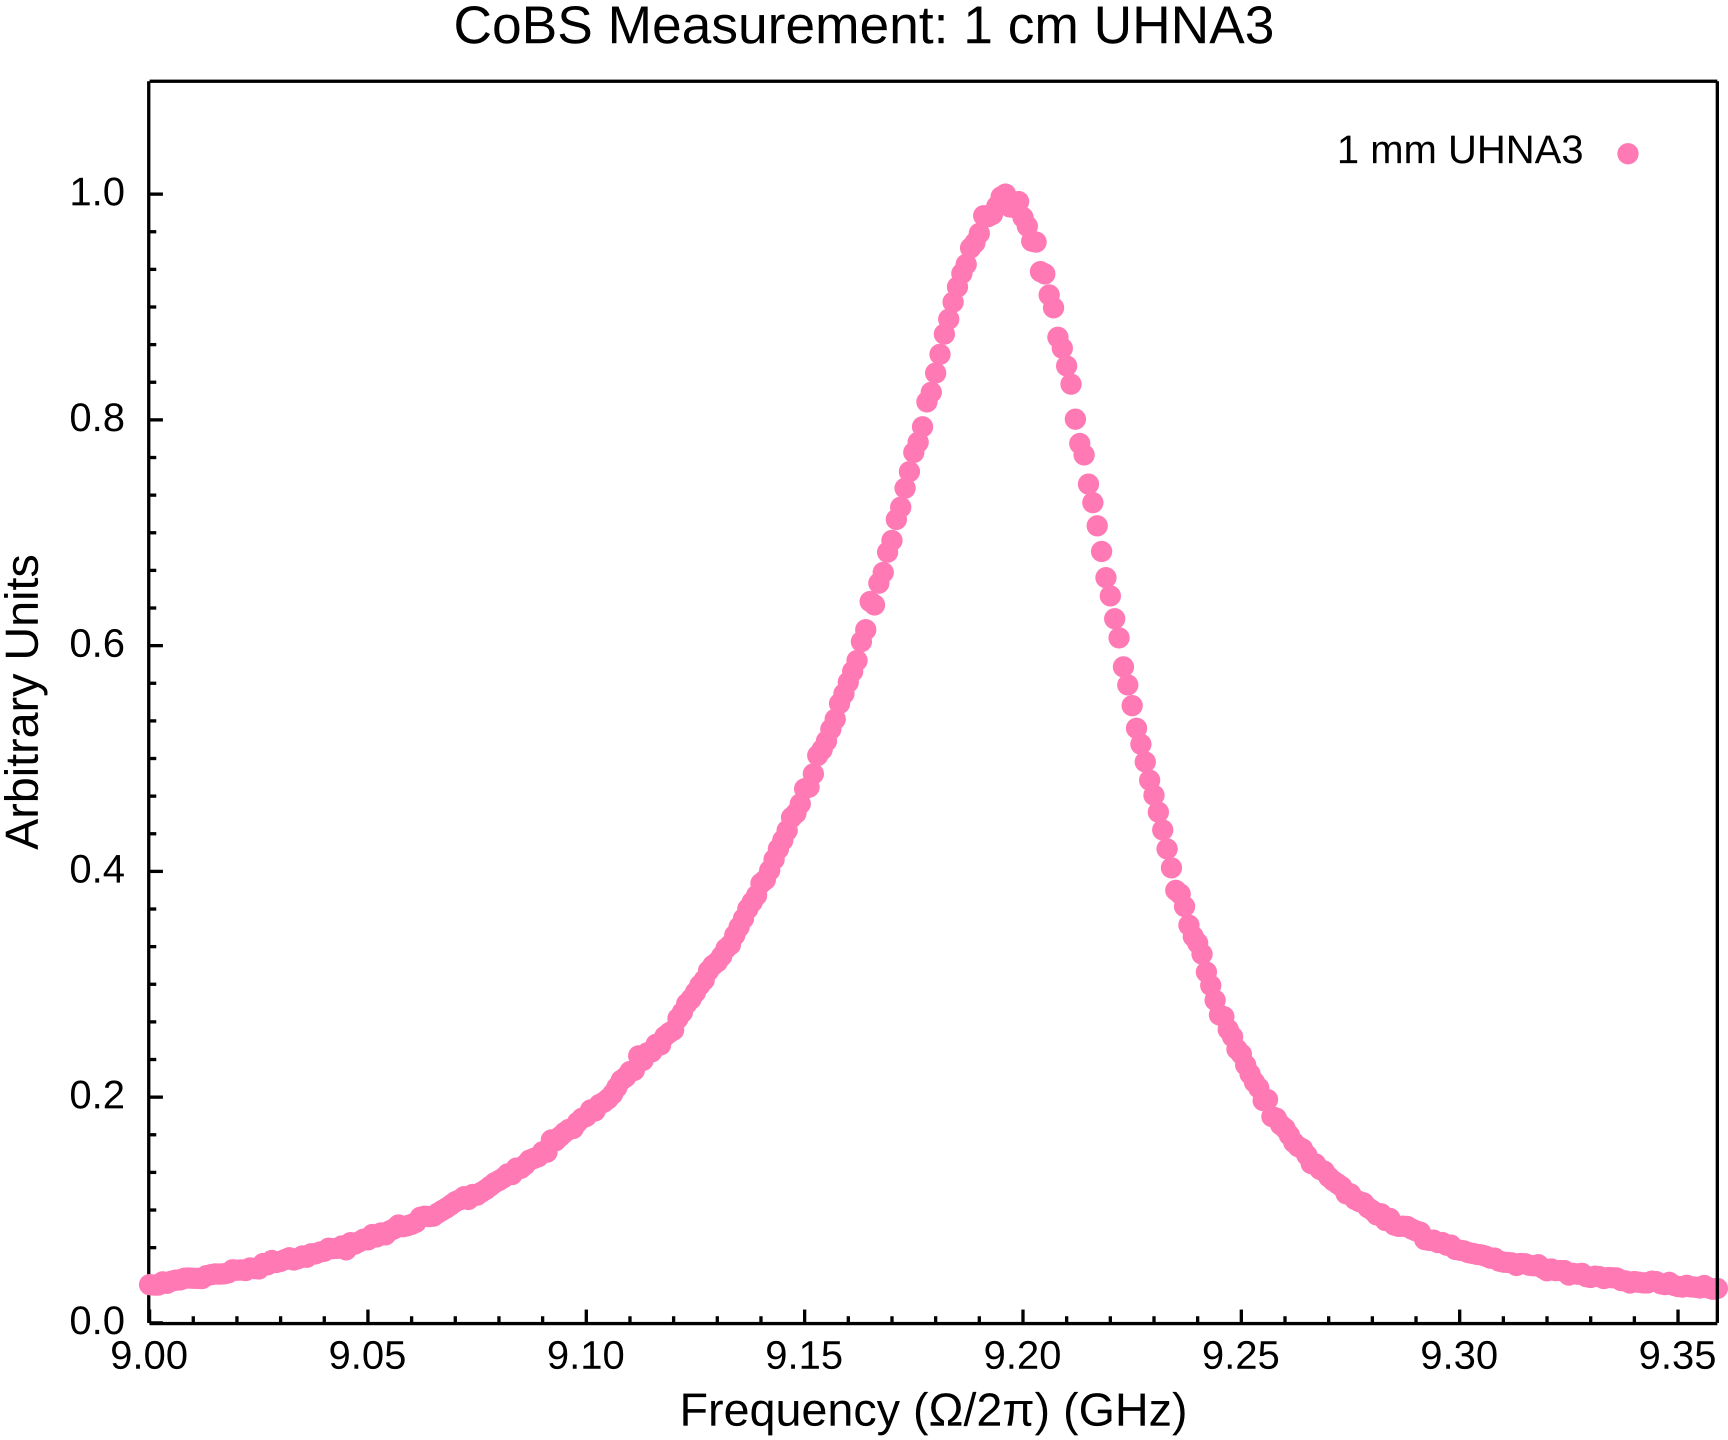 CoBS Measurement: 1 cm UHNA3
1 mm UHNA3
1.0
0.8
0.6
0.4
0.2
0.0
Arbitrary Units
9.00 9.05 9.10 9.15 9.20 9.25 9.30 9.35
Frequency (Ω/2π) (GHz)